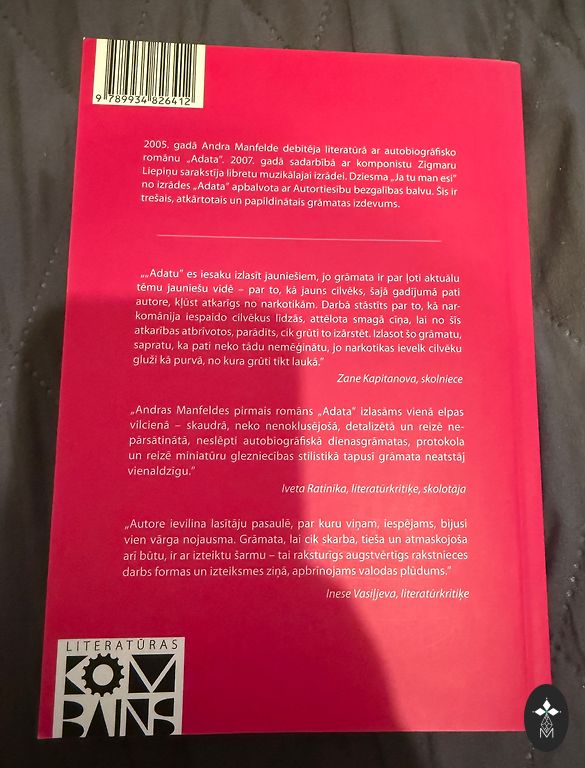 9 789934 826412
2005. gadā Andra Manfelde debitēja literatūrā ar autobiogrāfisko
romānu „Adata”. 2007. gadā sadarbībā ar komponistu Zigmaru
Liepiņu sarakstīja libretu muzikālajai izrādei. Dziesma „Ja tu man esi”
no izrādes „Adata” apbalvota ar Autortiesību bezgalības balvu. Šis ir
trešais, atkārtotais un papildinātais grāmatas izdevums.
„„Adatu” es iesaku izlasīt jauniešiem, jo grāmata ir par ļoti aktuālu
tēmu jauniešu vidē – par to, kā jauns cilvēks, šajā gadījumā pati
autore, kļūst atkarīgs no narkotikām. Darbā stāstīts par to, kā nar-
komānija iespaido cilvēkus līdzās, attēlota smagā cīņa, lai no šīs
atkarības atbrīvotos, parādīts, cik grūti to izārstēt. Izlasot šo grāmatu,
sapratu, ka pati neko tādu nemēģinātu, jo narkotikas ievelk cilvēku
gluži kā purvā, no kura grūti tikt laukā.”
Zane Kapitanova, skolniece
„Andras Manfeldes pirmais romāns „Adata” izlasāms vienā elpas
vilcienā – skaudrā, neko nenoklusējošā, detalizētā un reizē ne-
pārsātinātā, neslēpti autobiogrāfiskā dienasgrāmatas, protokola
un reizē miniatūru glezniecības stilistikā tapusī grāmata neatstāj
vienaldzīgu.”
Iveta Ratinīka, literatūrkritiķe, skolotāja
„Autore ievilina lasītāju pasaulē, par kuru viņam, iespējams, bijusi
vien vārga nojausma. Grāmata, lai cik skarba, tieša un atmaskojoša
arī būtu, ir ar izteiktu šarmu – tai raksturīgs augstvērtīgs rakstnieces
darbs formas un izteiksmes ziņā, apbrīnojams valodas plūdums.”
Inese Vasiļjeva, literatūrkritiķe
LITERATŪRAS
KOM
BAINS
M